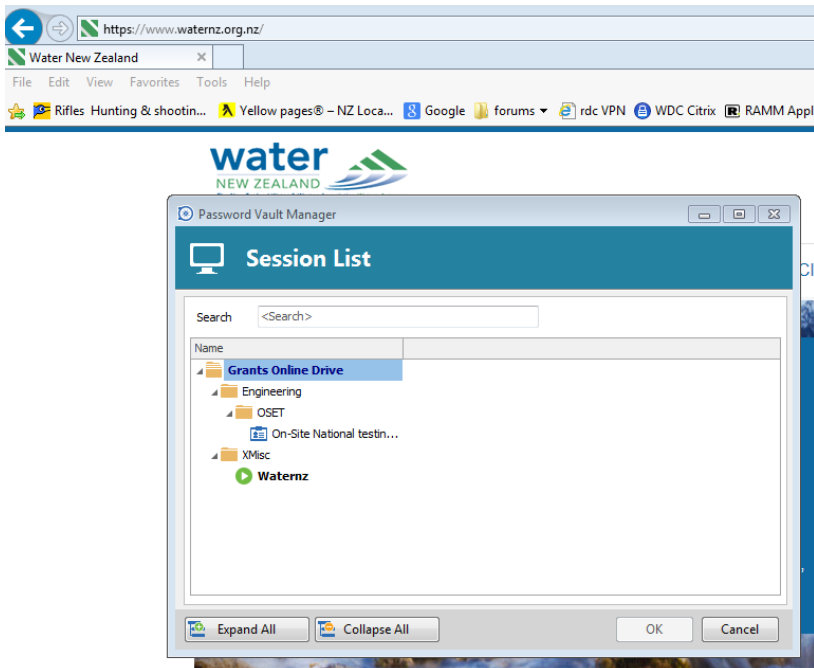 https://www.waternz.org.nz/
Water New Zealand
File Edit View Favorites Tools Help
Rifles Hunting & shootin... Yellow pages® – NZ Loca... Google forums rdc VPN WDC Citrix RAMM Appl
water
NEW ZEALAND
Password Vault Manager
Session List
Search <Search>
Name
Grants Online Drive
Engineering
OSET
On-Site National testin...
XMisc
Waternz
Expand All Collapse All OK Cancel